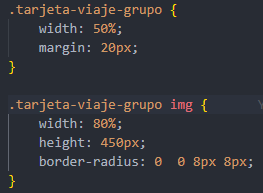 .tarjeta-viaje-grupo {
width: 50%;
margin: 20px;
}
.tarjeta-viaje-grupo img {
width: 80%;
height: 450px;
border-radius: 0  0 8px 8px;
}